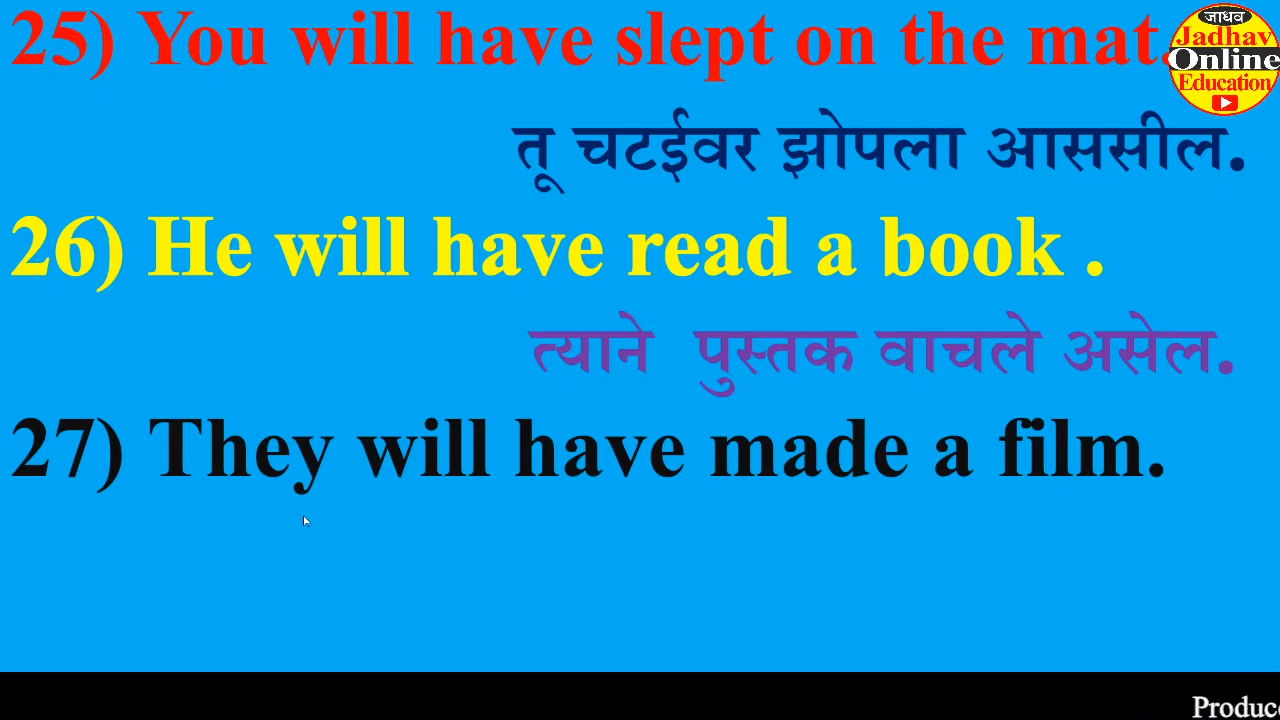 25) You will have slept on the mat.
जाधव
Jadhav
Online
Education
तू चटईवर झोपला आससील.
26) He will have read a book .
त्याने पुस्तक वाचले असेल.
27) They will have made a film.
Produc